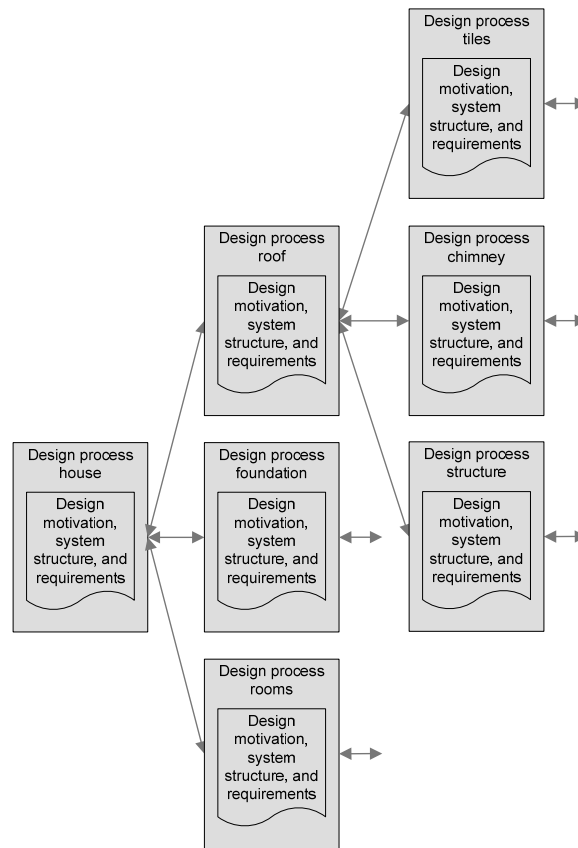 Design process
tiles
Design
motivation,
system
structure, and
requirements
Design process
roof
Design
motivation,
system
structure, and
requirements
Design process
chimney
Design
motivation,
system
structure, and
requirements
Design process
house
Design
motivation,
system
structure, and
requirements
Design process
foundation
Design
motivation,
system
structure, and
requirements
Design process
structure
Design
motivation,
system
structure, and
requirements
Design process
rooms
Design
motivation,
system
structure, and
requirements